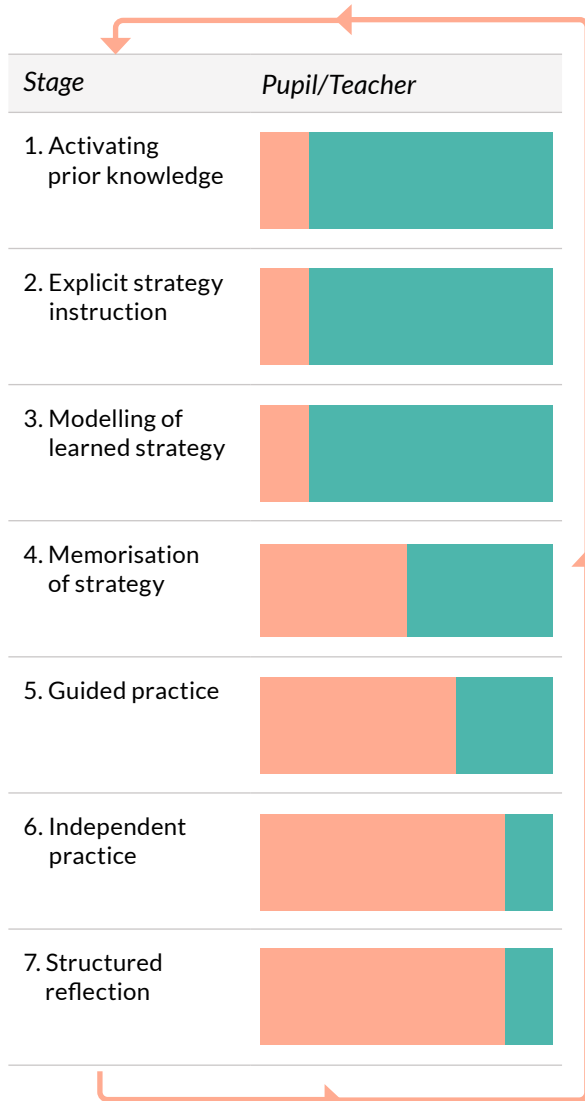 Stage Pupil/Teacher
1. Activating
prior knowledge
2. Explicit strategy
instruction
3. Modelling of
learned strategy
4. Memorisation
of strategy
5. Guided practice
6. Independent
practice
7. Structured
reflection